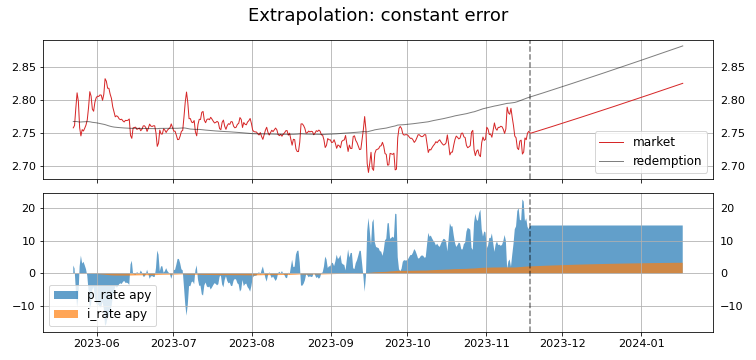 Extrapolation: constant error
2.85 2.85
2.80 2.80
2.75 2.75
2.70 2.70
market
redemption
20 20
10 10
0 0
−10 −10
p_rate apy
i_rate apy
2023-06 2023-07 2023-08 2023-09 2023-10 2023-11 2023-12 2024-01